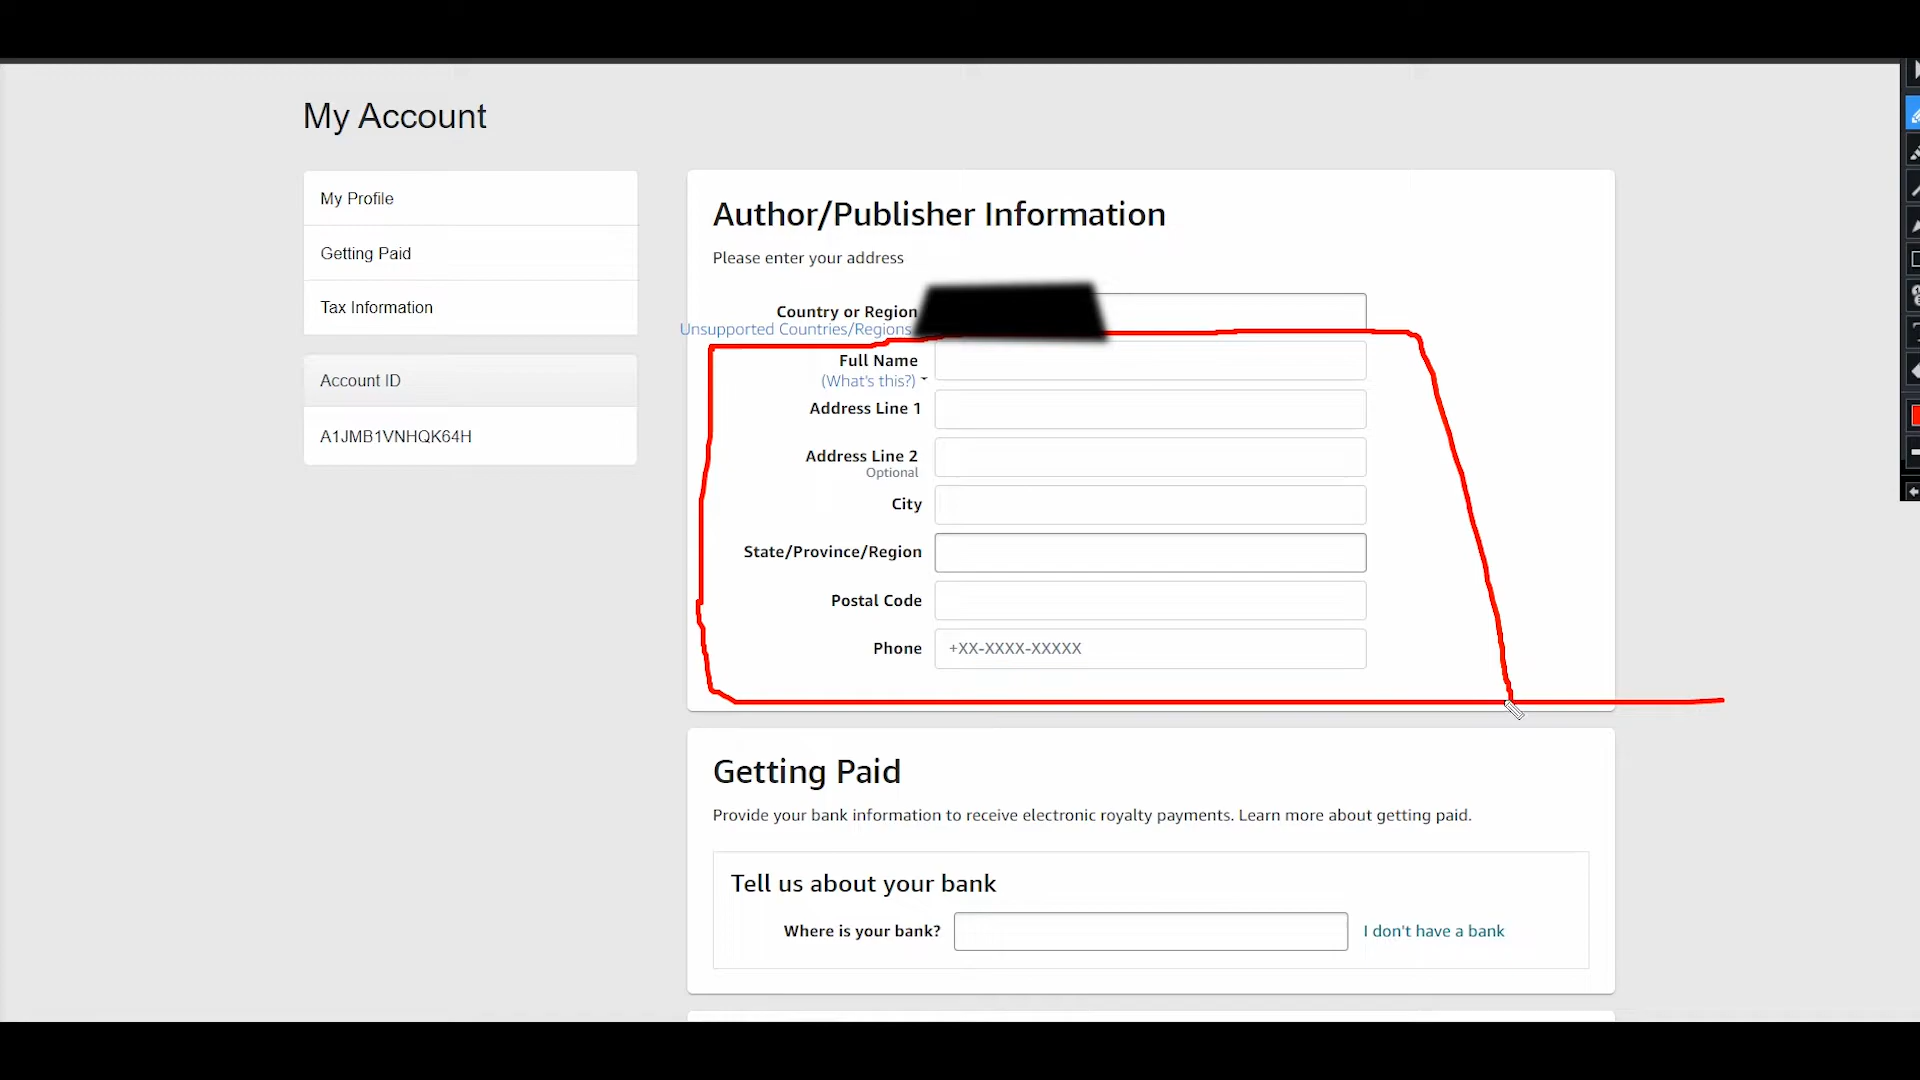 My Account
My Profile
Getting Paid
Tax Information
Account ID
A1JMB1VNHQK64H
Author/Publisher Information
Please enter your address
Country or Region
Unsupported Countries/Regions
Full Name
(What's this?)
Address Line 1
Address Line 2
Optional
City
State/Province/Region
Postal Code
Phone +XX-XXXX-XXXXX
Getting Paid
Provide your bank information to receive electronic royalty payments. Learn more about getting paid.
Tell us about your bank
Where is your bank? I don't have a bank